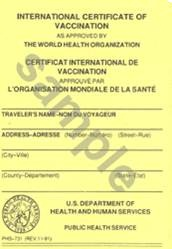 INTERNATIONAL CERTIFICATE OF
VACCINATION
AS APPROVED BY
THE WORLD HEALTH ORGANIZATION
CERTIFICAT INTERNATIONAL DE
VACCINATION
APPROUVÉ PAR
L'ORGANISATION MONDIALE DE LA SANTÉ
TRAVELER'S NAME–NOM DU VOYAGEUR
ADDRESS–ADRESSE (Number–Numéro) (Street–Rue)
(City–Ville)
(County–Département) (State–État)
U.S. DEPARTMENT OF
HEALTH AND HUMAN SERVICES
PUBLIC HEALTH SERVICE
PHS-731 (REV.11-91)
sample